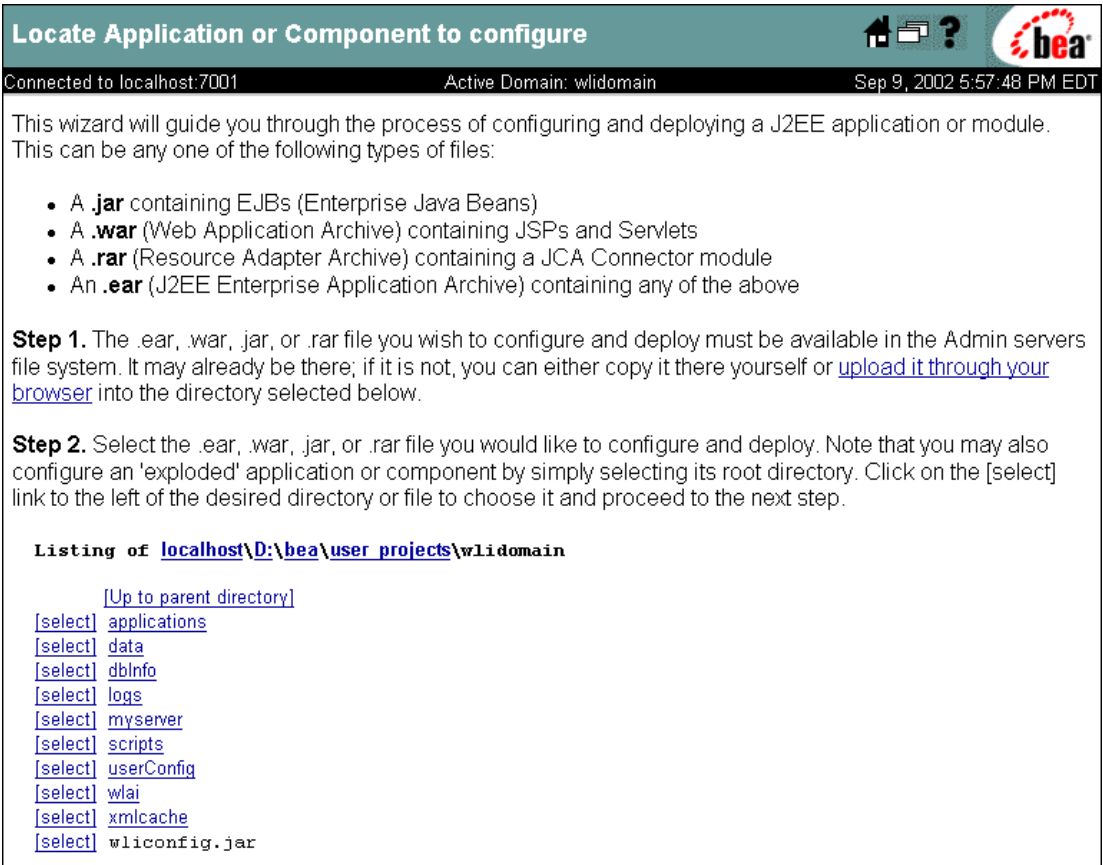 Locate Application or Component to configure
? bea
Connected to localhost:7001 Active Domain: wlidomain Sep 9, 2002 5:57:48 PM EDT
This wizard will guide you through the process of configuring and deploying a J2EE application or module.
This can be any one of the following types of files:
• A .jar containing EJBs (Enterprise Java Beans)
• A .war (Web Application Archive) containing JSPs and Servlets
• A .rar (Resource Adapter Archive) containing a JCA Connector module
• An .ear (J2EE Enterprise Application Archive) containing any of the above
Step 1. The .ear, .war, .jar, or .rar file you wish to configure and deploy must be available in the Admin servers
file system. It may already be there; if it is not, you can either copy it there yourself or upload it through your
browser into the directory selected below.
Step 2. Select the .ear, .war, .jar, or .rar file you would like to configure and deploy. Note that you may also
configure an 'exploded' application or component by simply selecting its root directory. Click on the [select]
link to the left of the desired directory or file to choose it and proceed to the next step.
Listing of localhost\D:\bea\user_projects\wlidomain
[Up to parent directory]
[select] applications
[select] data
[select] dbInfo
[select] logs
[select] myserver
[select] scripts
[select] userConfig
[select] wlai
[select] xmlcache
[select] wliconfig.jar